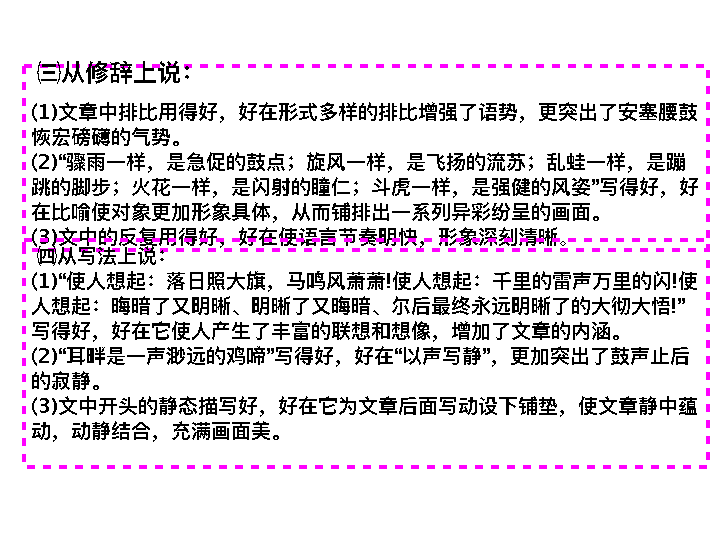 ㈢从修辞上说：
(1)文章中排比用得好，好在形式多样的排比增强了语势，更突出了安塞腰鼓
恢宏磅礴的气势。
(2)“骤雨一样，是急促的鼓点；旋风一样，是飞扬的流苏；乱蛙一样，是蹦
跳的脚步；火花一样，是闪射的瞳仁；斗虎一样，是强健的风姿”写得好，好
在比喻使对象更加形象具体，从而铺排出一系列异彩纷呈的画面。
(3)文中的反复用得好，好在使语言节奏明快，形象深刻清晰。
㈣从写法上说：
(1)“使人想起：落日照大旗，马鸣风萧萧!使人想起：千里的雷声万里的闪!使
人想起：晦暗了又明晰、明晰了又晦暗、尔后最终永远明晰了的大彻大悟!”
写得好，好在它使人产生了丰富的联想和想像，增加了文章的内涵。
(2)“耳畔是一声渺远的鸡啼”写得好，好在“以声写静”，更加突出了鼓声止后
的寂静。
(3)文中开头的静态描写好，好在它为文章后面写动设下铺垫，使文章静中蕴
动，动静结合，充满画面美。